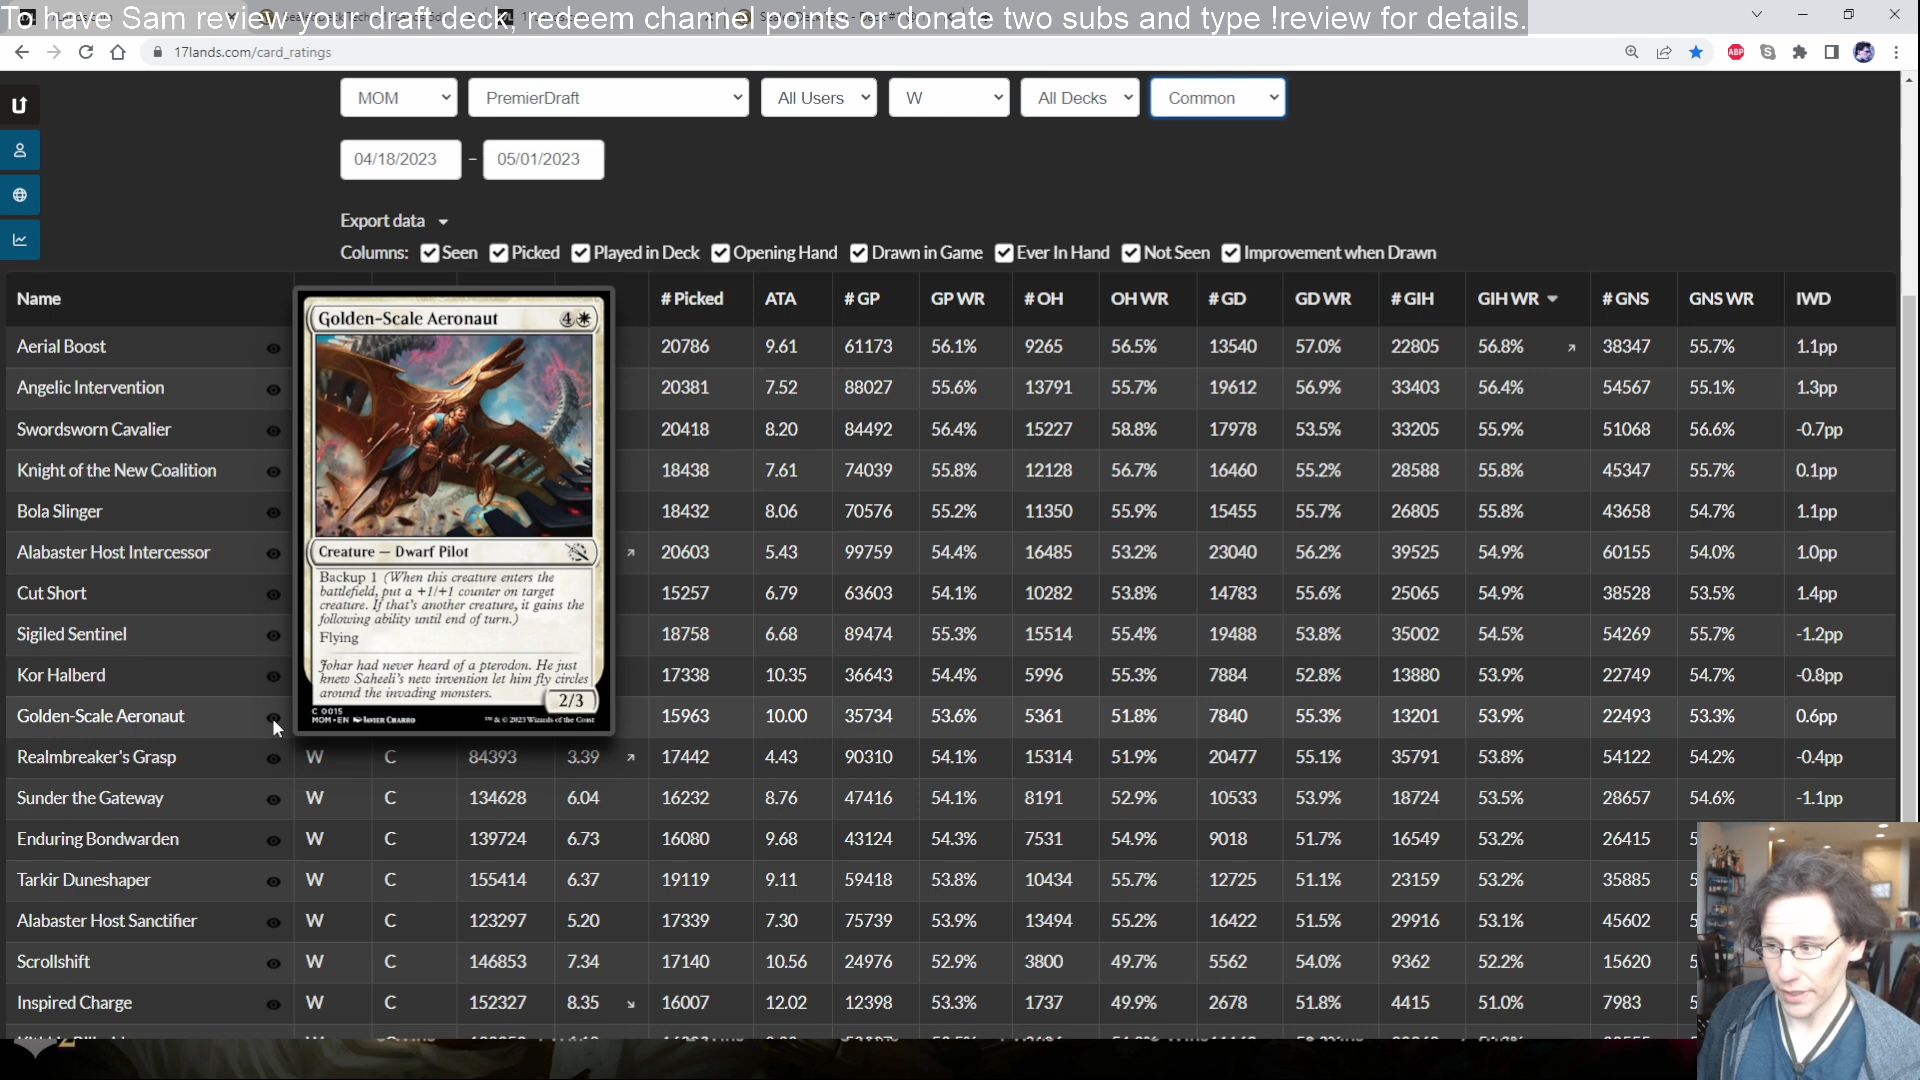 To have Sam review your draft deck, redeem channel points or donate two subs and type !review for details.
17lands.com/card_ratings
ABP
MOM PremierDraft All Users W All Decks Common
04/18/2023 – 05/01/2023
Export data
Columns: Seen Picked Played in Deck Opening Hand Drawn in Game Ever In Hand Not Seen Improvement when Drawn
Name # Picked ATA # GP GP WR # OH OH WR # GD GD WR # GIH GIH WR # GNS GNS WR IWD
Aerial Boost 20786 9.61 61173 56.1% 9265 56.5% 13540 57.0% 22805 56.8% 38347 55.7% 1.1pp
Angelic Intervention 20381 7.52 88027 55.6% 13791 55.7% 19612 56.9% 33403 56.4% 54567 55.1% 1.3pp
Swordsworn Cavalier 20418 8.20 84492 56.4% 15227 58.8% 17978 53.5% 33205 55.9% 51068 56.6% -0.7pp
Knight of the New Coalition 18438 7.61 74039 55.8% 12128 56.7% 16460 55.2% 28588 55.8% 45347 55.7% 0.1pp
Bola Slinger 18432 8.06 70576 55.2% 11350 55.9% 15455 55.7% 26805 55.8% 43658 54.7% 1.1pp
Alabaster Host Intercessor 20603 5.43 99759 54.4% 16485 53.2% 23040 56.2% 39525 54.9% 60155 54.0% 1.0pp
Cut Short 15257 6.79 63603 54.1% 10282 53.8% 14783 55.6% 25065 54.9% 38528 53.5% 1.4pp
Sigiled Sentinel 18758 6.68 89474 55.3% 15514 55.4% 19488 53.8% 35002 54.5% 54269 55.7% -1.2pp
Kor Halberd 17338 10.35 36643 54.4% 5996 55.3% 7884 52.8% 13880 53.9% 22749 54.7% -0.8pp
Golden-Scale Aeronaut 15963 10.00 35734 53.6% 5361 51.8% 7840 55.3% 13201 53.9% 22493 53.3% 0.6pp
Realmbreaker's Grasp W C 84393 3.39 17442 4.43 90310 54.1% 15314 51.9% 20477 55.1% 35791 53.8% 54122 54.2% -0.4pp
Sunder the Gateway W C 134628 6.04 16232 8.76 47416 54.1% 8191 52.9% 10533 53.9% 18724 53.5% 28657 54.6% -1.1pp
Enduring Bondwarden W C 139724 6.73 16080 9.68 43124 54.3% 7531 54.9% 9018 51.7% 16549 53.2% 26415
Tarkir Duneshaper W C 155414 6.37 19119 9.11 59418 53.8% 10434 55.7% 12725 51.1% 23159 53.2% 35885
Alabaster Host Sanctifier W C 123297 5.20 17339 7.30 75739 53.9% 13494 55.2% 16422 51.5% 29916 53.1% 45602
Scrollshift W C 146853 7.34 17140 10.56 24976 52.9% 3800 49.7% 5562 54.0% 9362 52.2% 15620
Inspired Charge W C 152327 8.35 16007 12.02 12398 53.3% 1737 49.9% 2678 51.8% 4415 51.0% 7983
Golden-Scale Aeronaut 4
Creature — Dwarf Pilot
Backup 1 (When this creature enters the
battlefield, put a +1/+1 counter on target
creature. If that's another creature, it gains the
following ability until end of turn.)
Flying
Johar had never heard of a pterodon. He just
knew Saheeli's new invention let him fly circles
around the invading monsters.
2/3
C 0015
MOM • EN JAVIER CHARRO ™ & © 2023 Wizards of the Coast